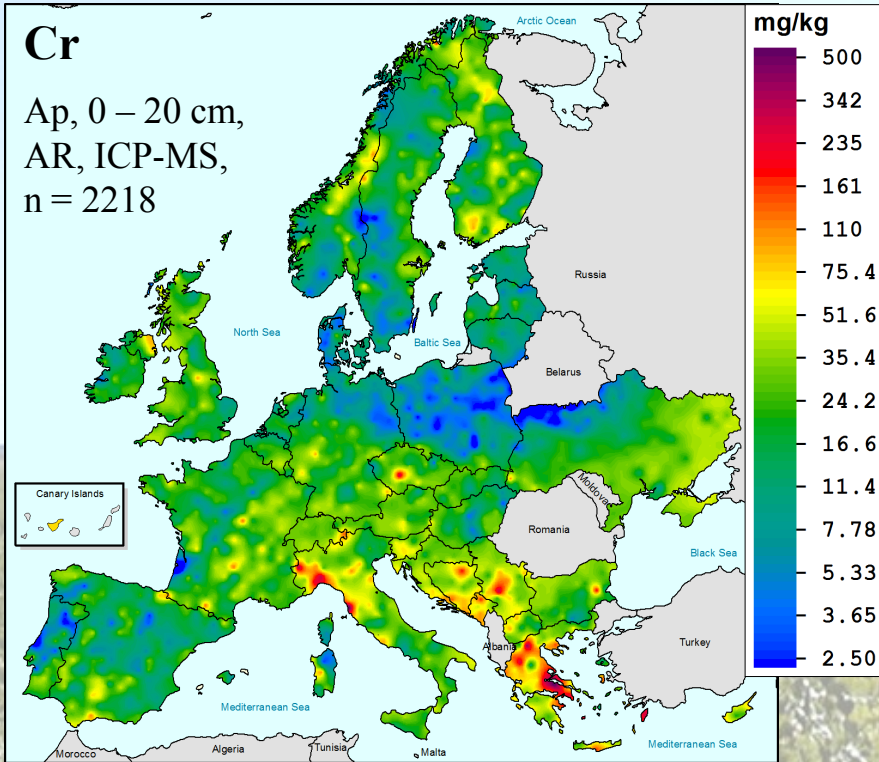 Cr
Ap, 0 – 20 cm,
AR, ICP-MS,
n = 2218
Arctic Ocean
mg/kg
500
342
235
161
110
75.4
51.6
35.4
24.2
16.6
11.4
7.78
5.33
3.65
2.50
Russia
North Sea
Baltic Sea
Belarus
Canary Islands
Moldova
Romania
Black Sea
Albania
Turkey
Mediterranean Sea
Morocco
Algeria
Tunisia
Malta
Mediterranean Sea